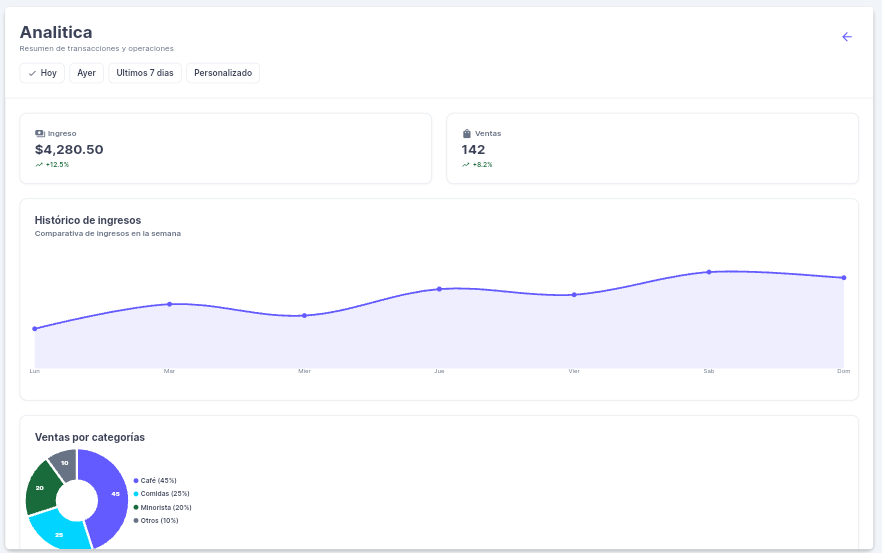 Analitica
Resumen de transacciones y operaciones
Hoy
Ayer
Ultimos 7 dias
Personalizado
Ingreso
$4,280.50
+12.5%
Ventas
142
+8.2%
Histórico de ingresos
Comparativa de ingresos en la semana
Lun
Mar
Mier
Jue
Vier
Sab
Dom
Ventas por categorías
10
20
45
25
Café (45%)
Comidas (25%)
Minorista (20%)
Otros (10%)